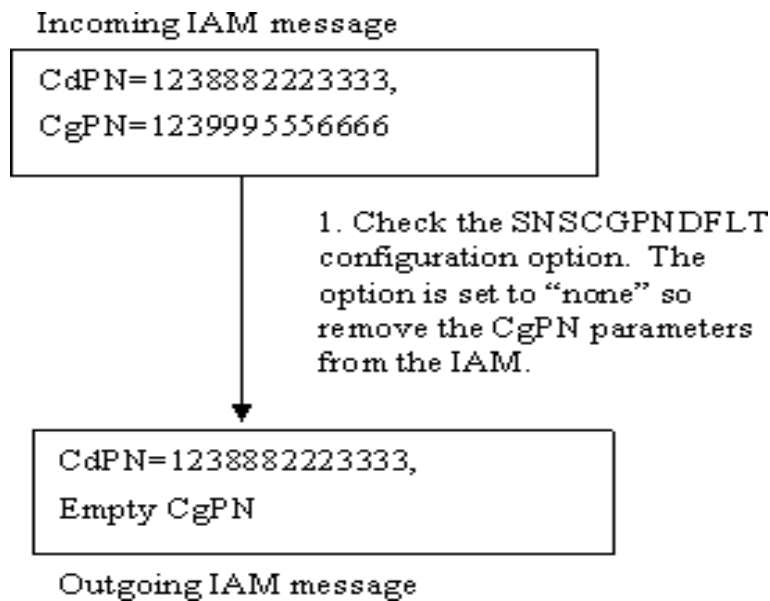 Incoming IAM message
CdPN=1238882223333,
CgPN=1239995556666
1. Check the SNSCGPNDFLT
configuration option.  The
option is set to “none” so
remove the CgPN parameters
from the IAM.
CdPN=1238882223333,
Empty CgPN
Outgoing IAM message